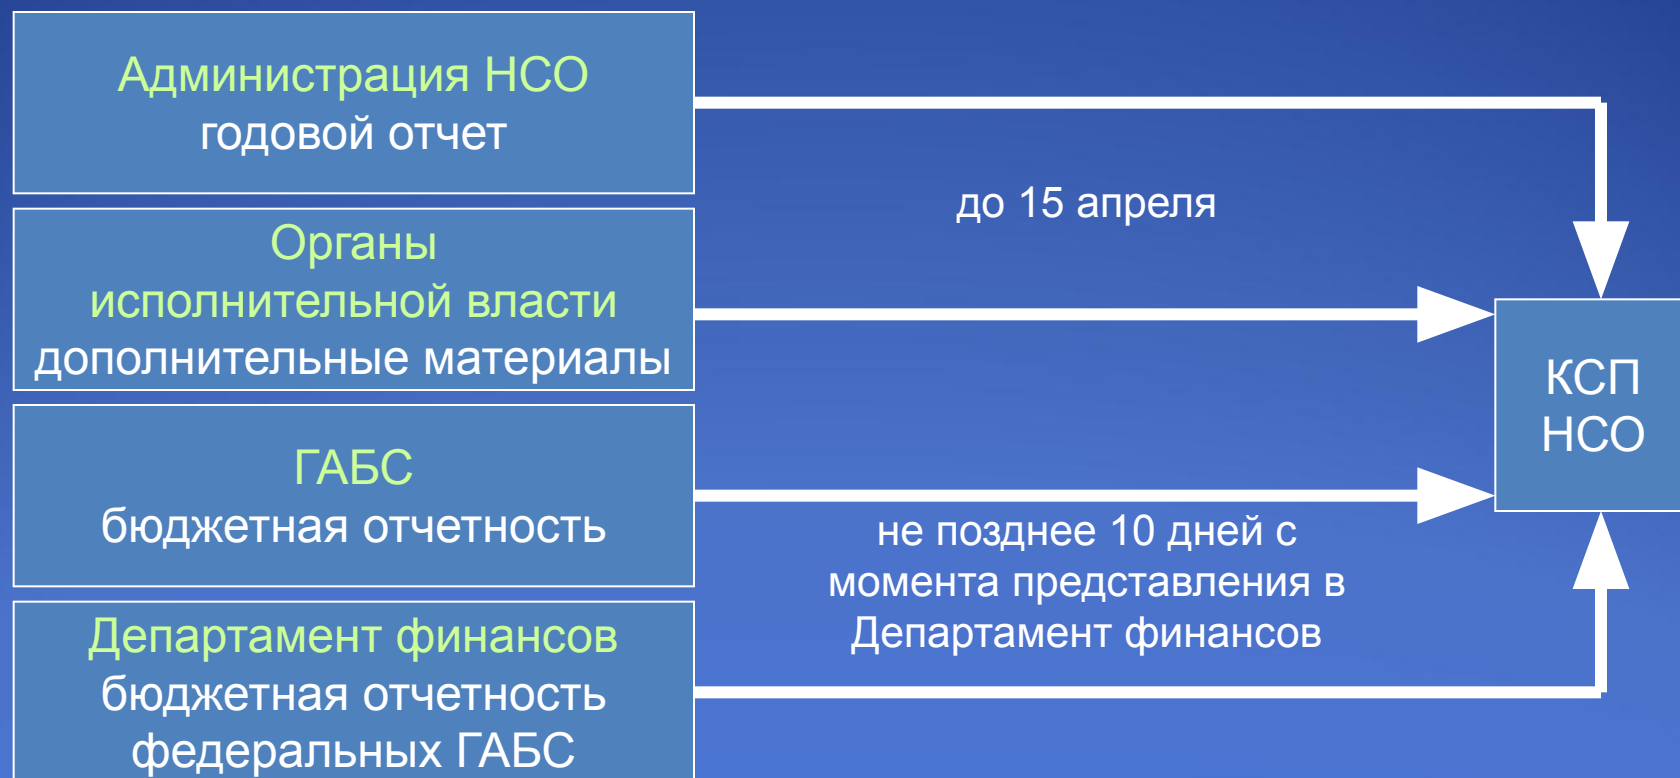 Администрация НСО
годовой отчет
до 15 апреля
Органы
исполнительной власти
дополнительные материалы
КСП
НСО
ГАБС
бюджетная отчетность
не позднее 10 дней с
момента представления в
Департамент финансов
Департамент финансов
бюджетная отчетность
федеральных ГАБС